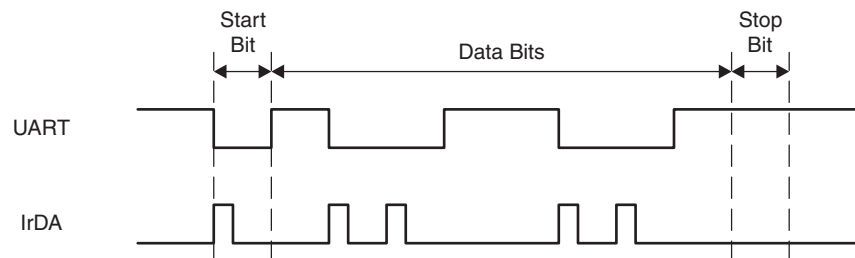 Start
Bit
Data Bits
Stop
Bit
UART
IrDA